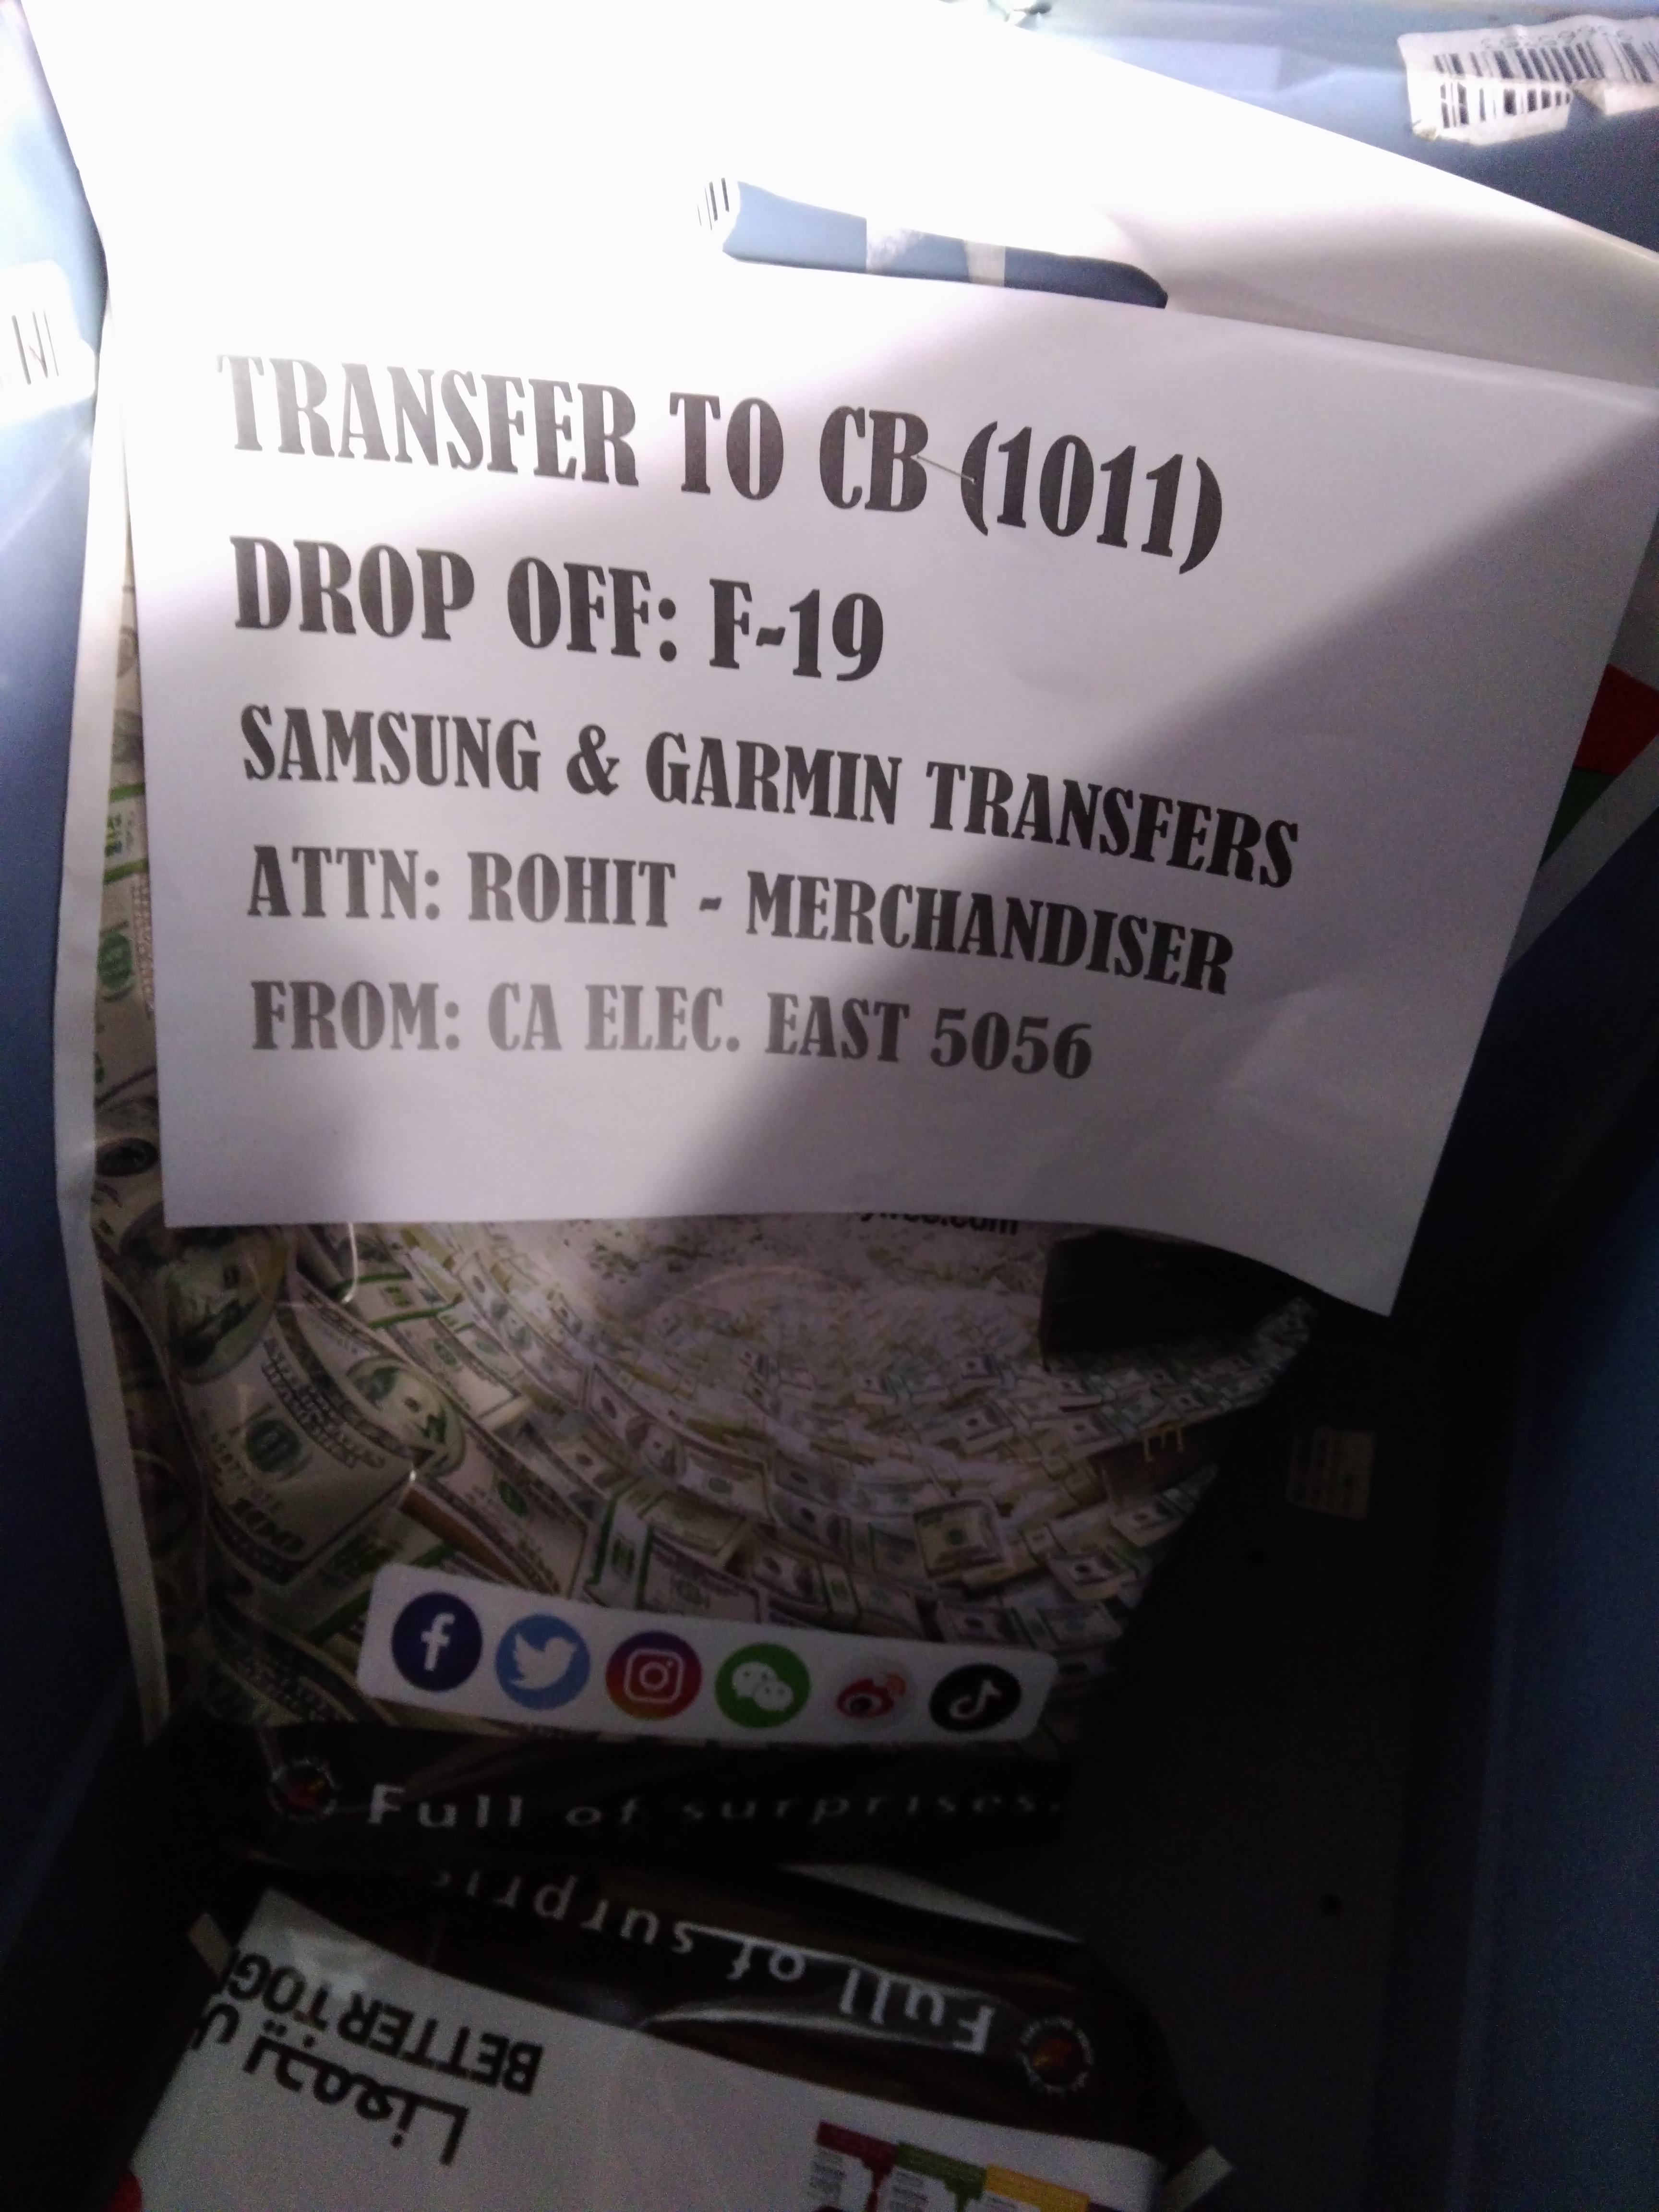 TRANSFER TO CB (1011)
DROP OFF: F-19
SAMSUNG & GARMIN TRANSFERS
ATTN: ROHIT - MERCHANDISER
FROM: CA ELEC. EAST 5056
Full of surprises.
Full of surpris
BETTER TOG
تجمعنا